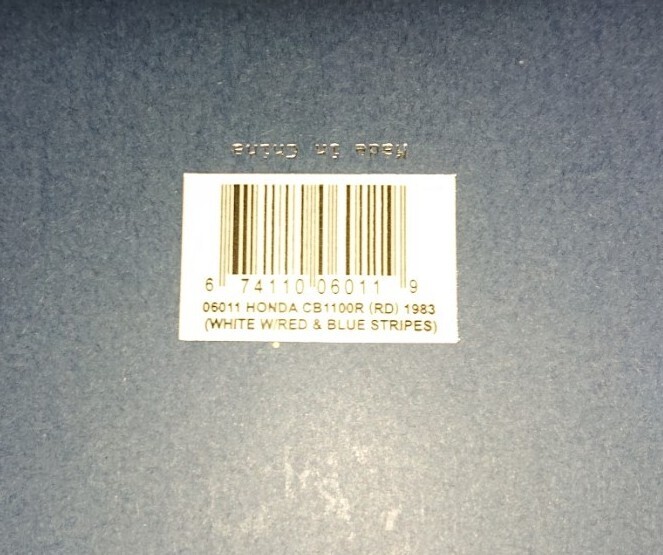 Made in China
6 74110 06011 9
06011 HONDA CB1100R (RD) 1983
(WHITE W/RED & BLUE STRIPES)